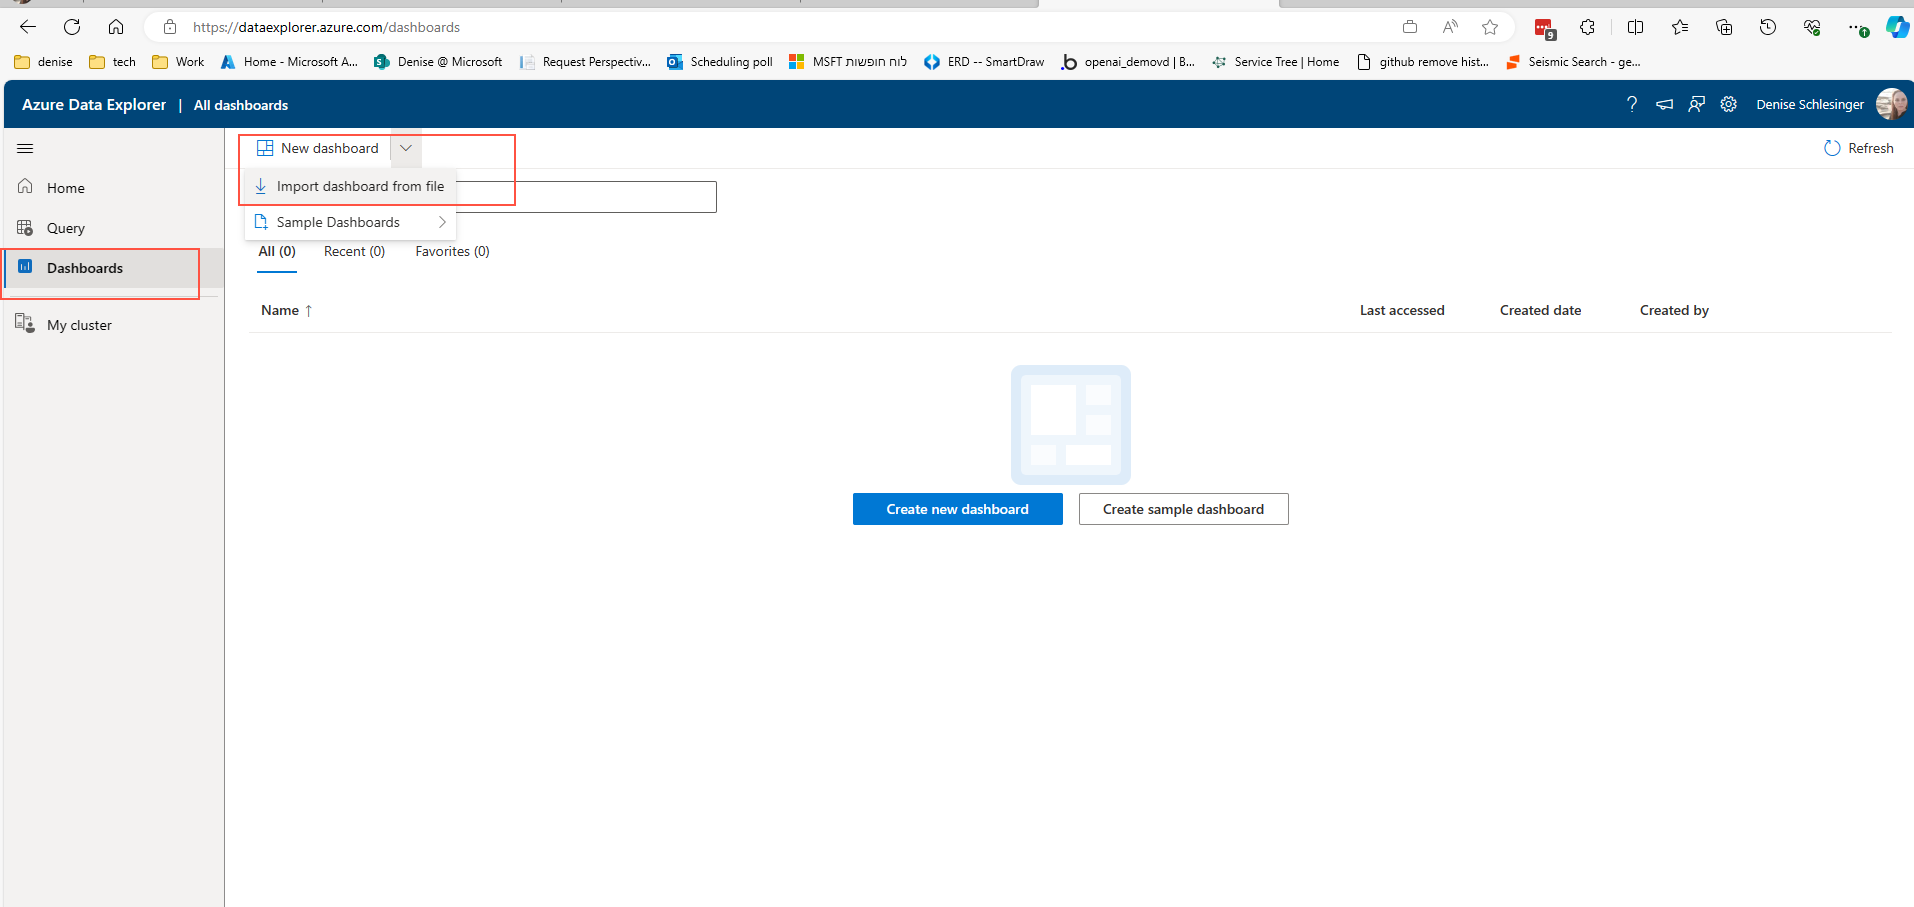 https://dataexplorer.azure.com/dashboards
9
denise tech Work Home - Microsoft A... Denise @ Microsoft Request Perspectiv... Scheduling poll MSFT לוח חופשות ERD -- SmartDraw openai_demovd | B... Service Tree | Home github remove hist... Seismic Search - ge...
Azure Data Explorer | All dashboards ? Denise Schlesinger
New dashboard Refresh
Import dashboard from file
Home
Sample Dashboards
Query
All (0) Recent (0) Favorites (0)
Dashboards
Name ↑ Last accessed Created date Created by
My cluster
Create new dashboard Create sample dashboard